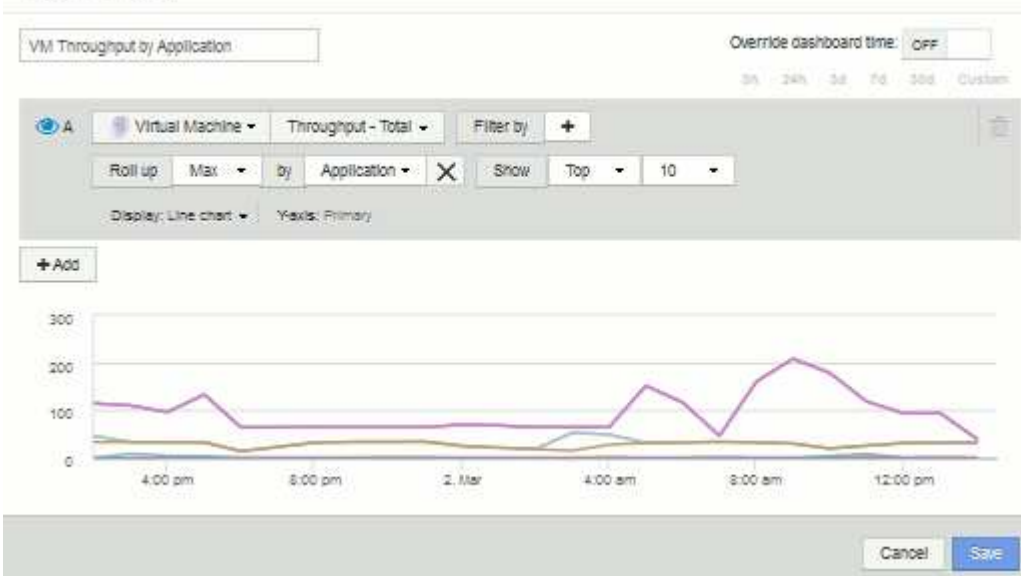 VM Throughput by Application
Override dashboard time: OFF
3h 24h 3d 7d 30d Custom
A Virtual Machine Throughput - Total Filter by +
Roll up Max by Application X Show Top 10
Display: Line chart Y-axis: Primary
+ Add
300
200
100
0
4:00 pm 8:00 pm 2. Mar 4:00 am 8:00 am 12:00 pm
Cancel Save